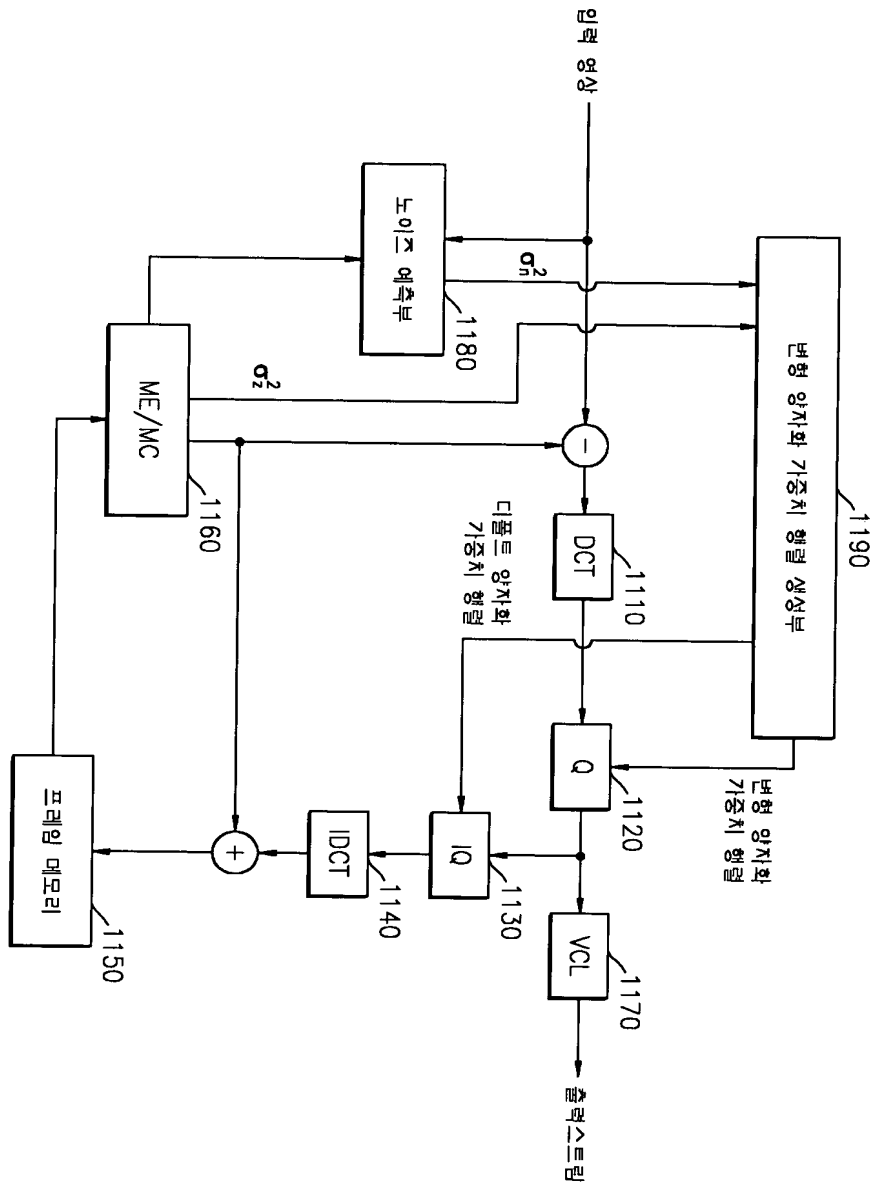 1190
변형 양자화 가중치 행렬 생성부
변형 양자화
가중치 행렬
입력 영상
σn²
1180
노이즈 예측부
σz²
1160
ME/MC
-
1110
DCT
디폴트 양자화
가중치 행렬
1120
Q
1170
VCL
출력스트림
1130
IQ
1140
IDCT
+
1150
프레임 메모리